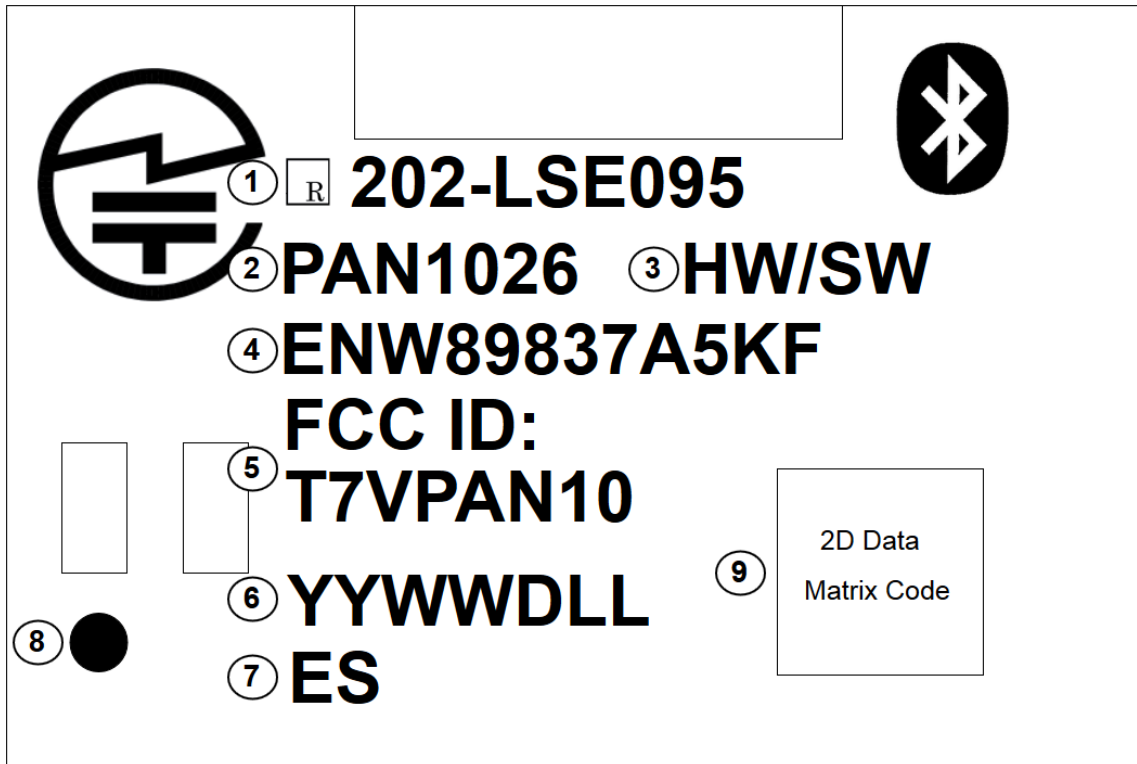 1 R 202-LSE095
2 PAN1026 3 HW/SW
4 ENW89837A5KF
FCC ID:
5 T7VPAN10
6 YYWWDLL
7 ES
8
9 2D Data
Matrix Code